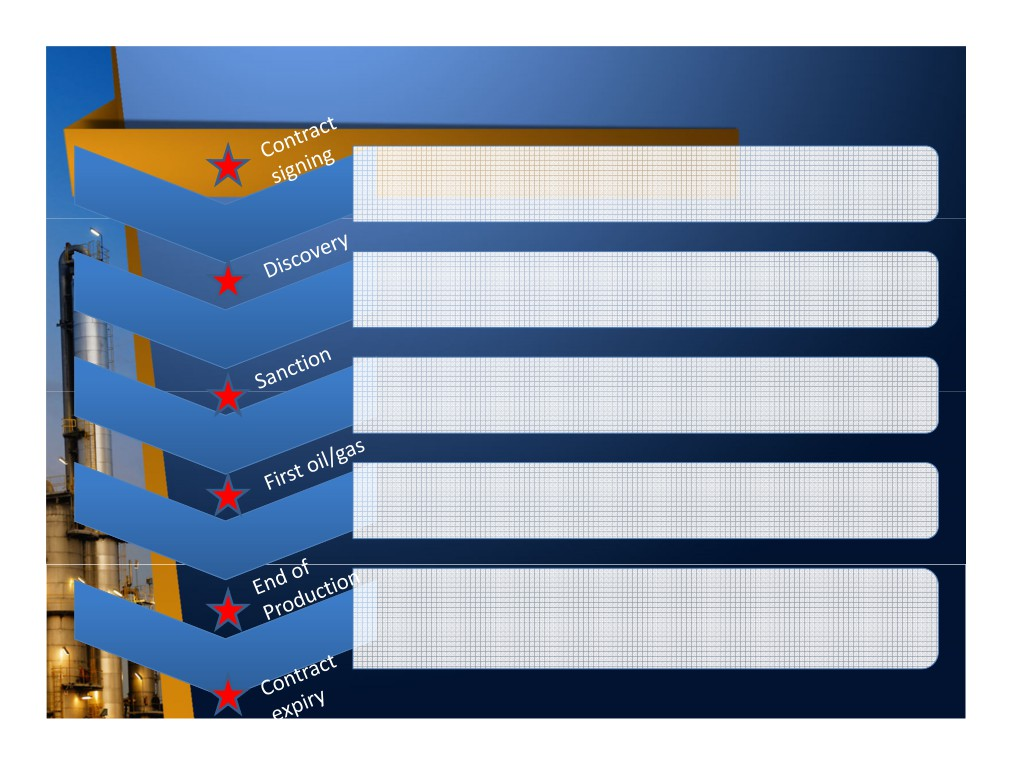 Contract
signing
Discovery
Sanction
First oil/gas
End of
Production
Contract
expiry